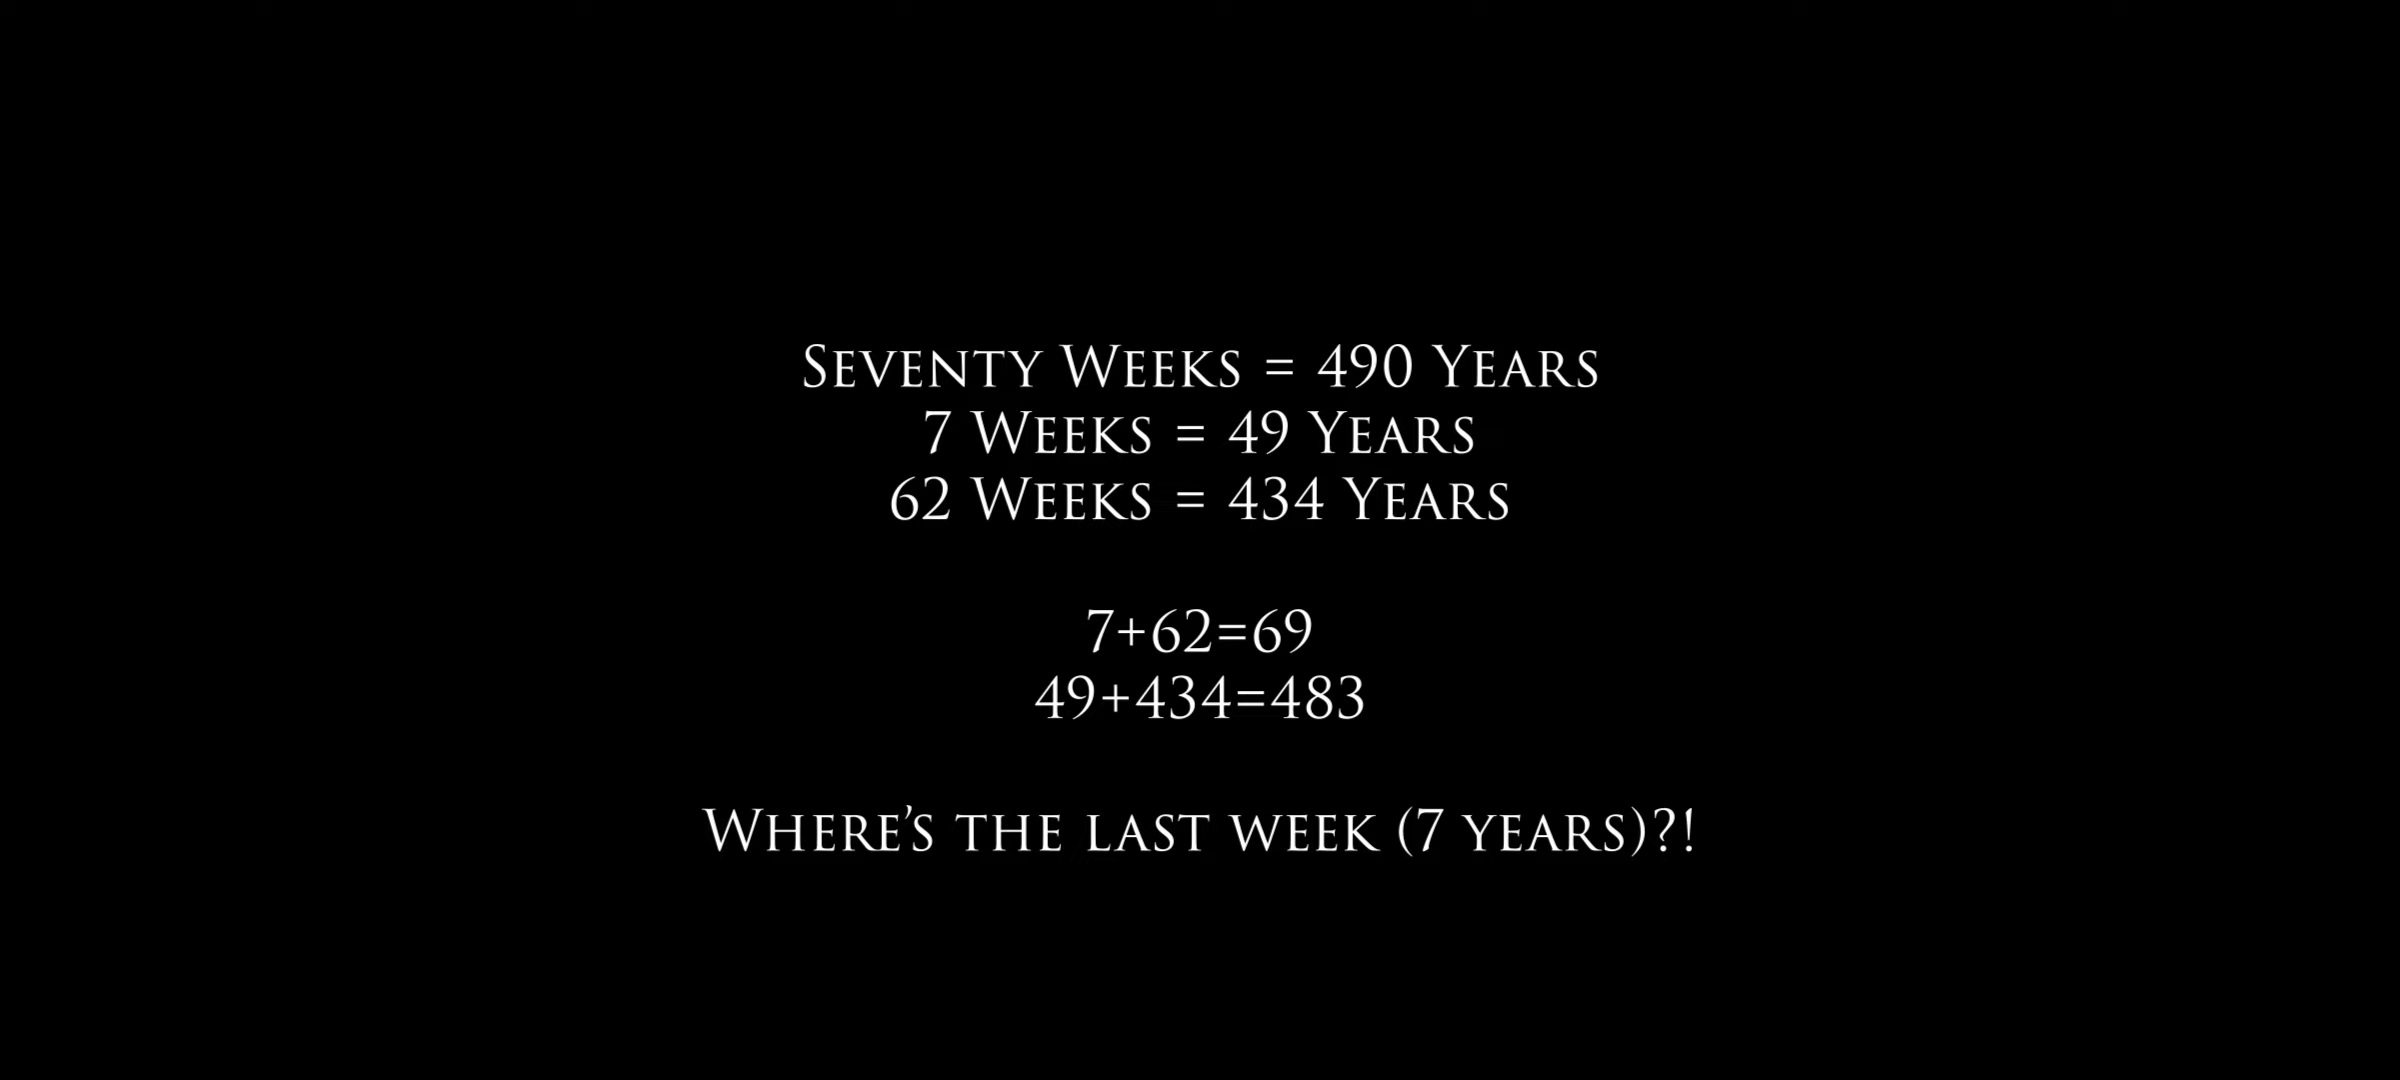 Seventy Weeks = 490 Years
7 Weeks = 49 Years
62 Weeks = 434 Years
7+62=69
49+434=483
Where's the last week (7 years)?!